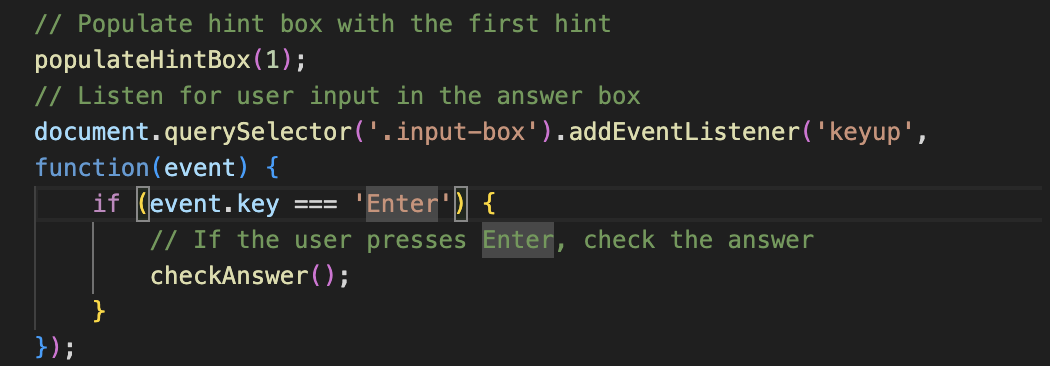 // Populate hint box with the first hint
populateHintBox(1);
// Listen for user input in the answer box
document.querySelector('.input-box').addEventListener('keyup',
function(event) {
    if (event.key === 'Enter') {
        // If the user presses Enter, check the answer
        checkAnswer();
    }
});